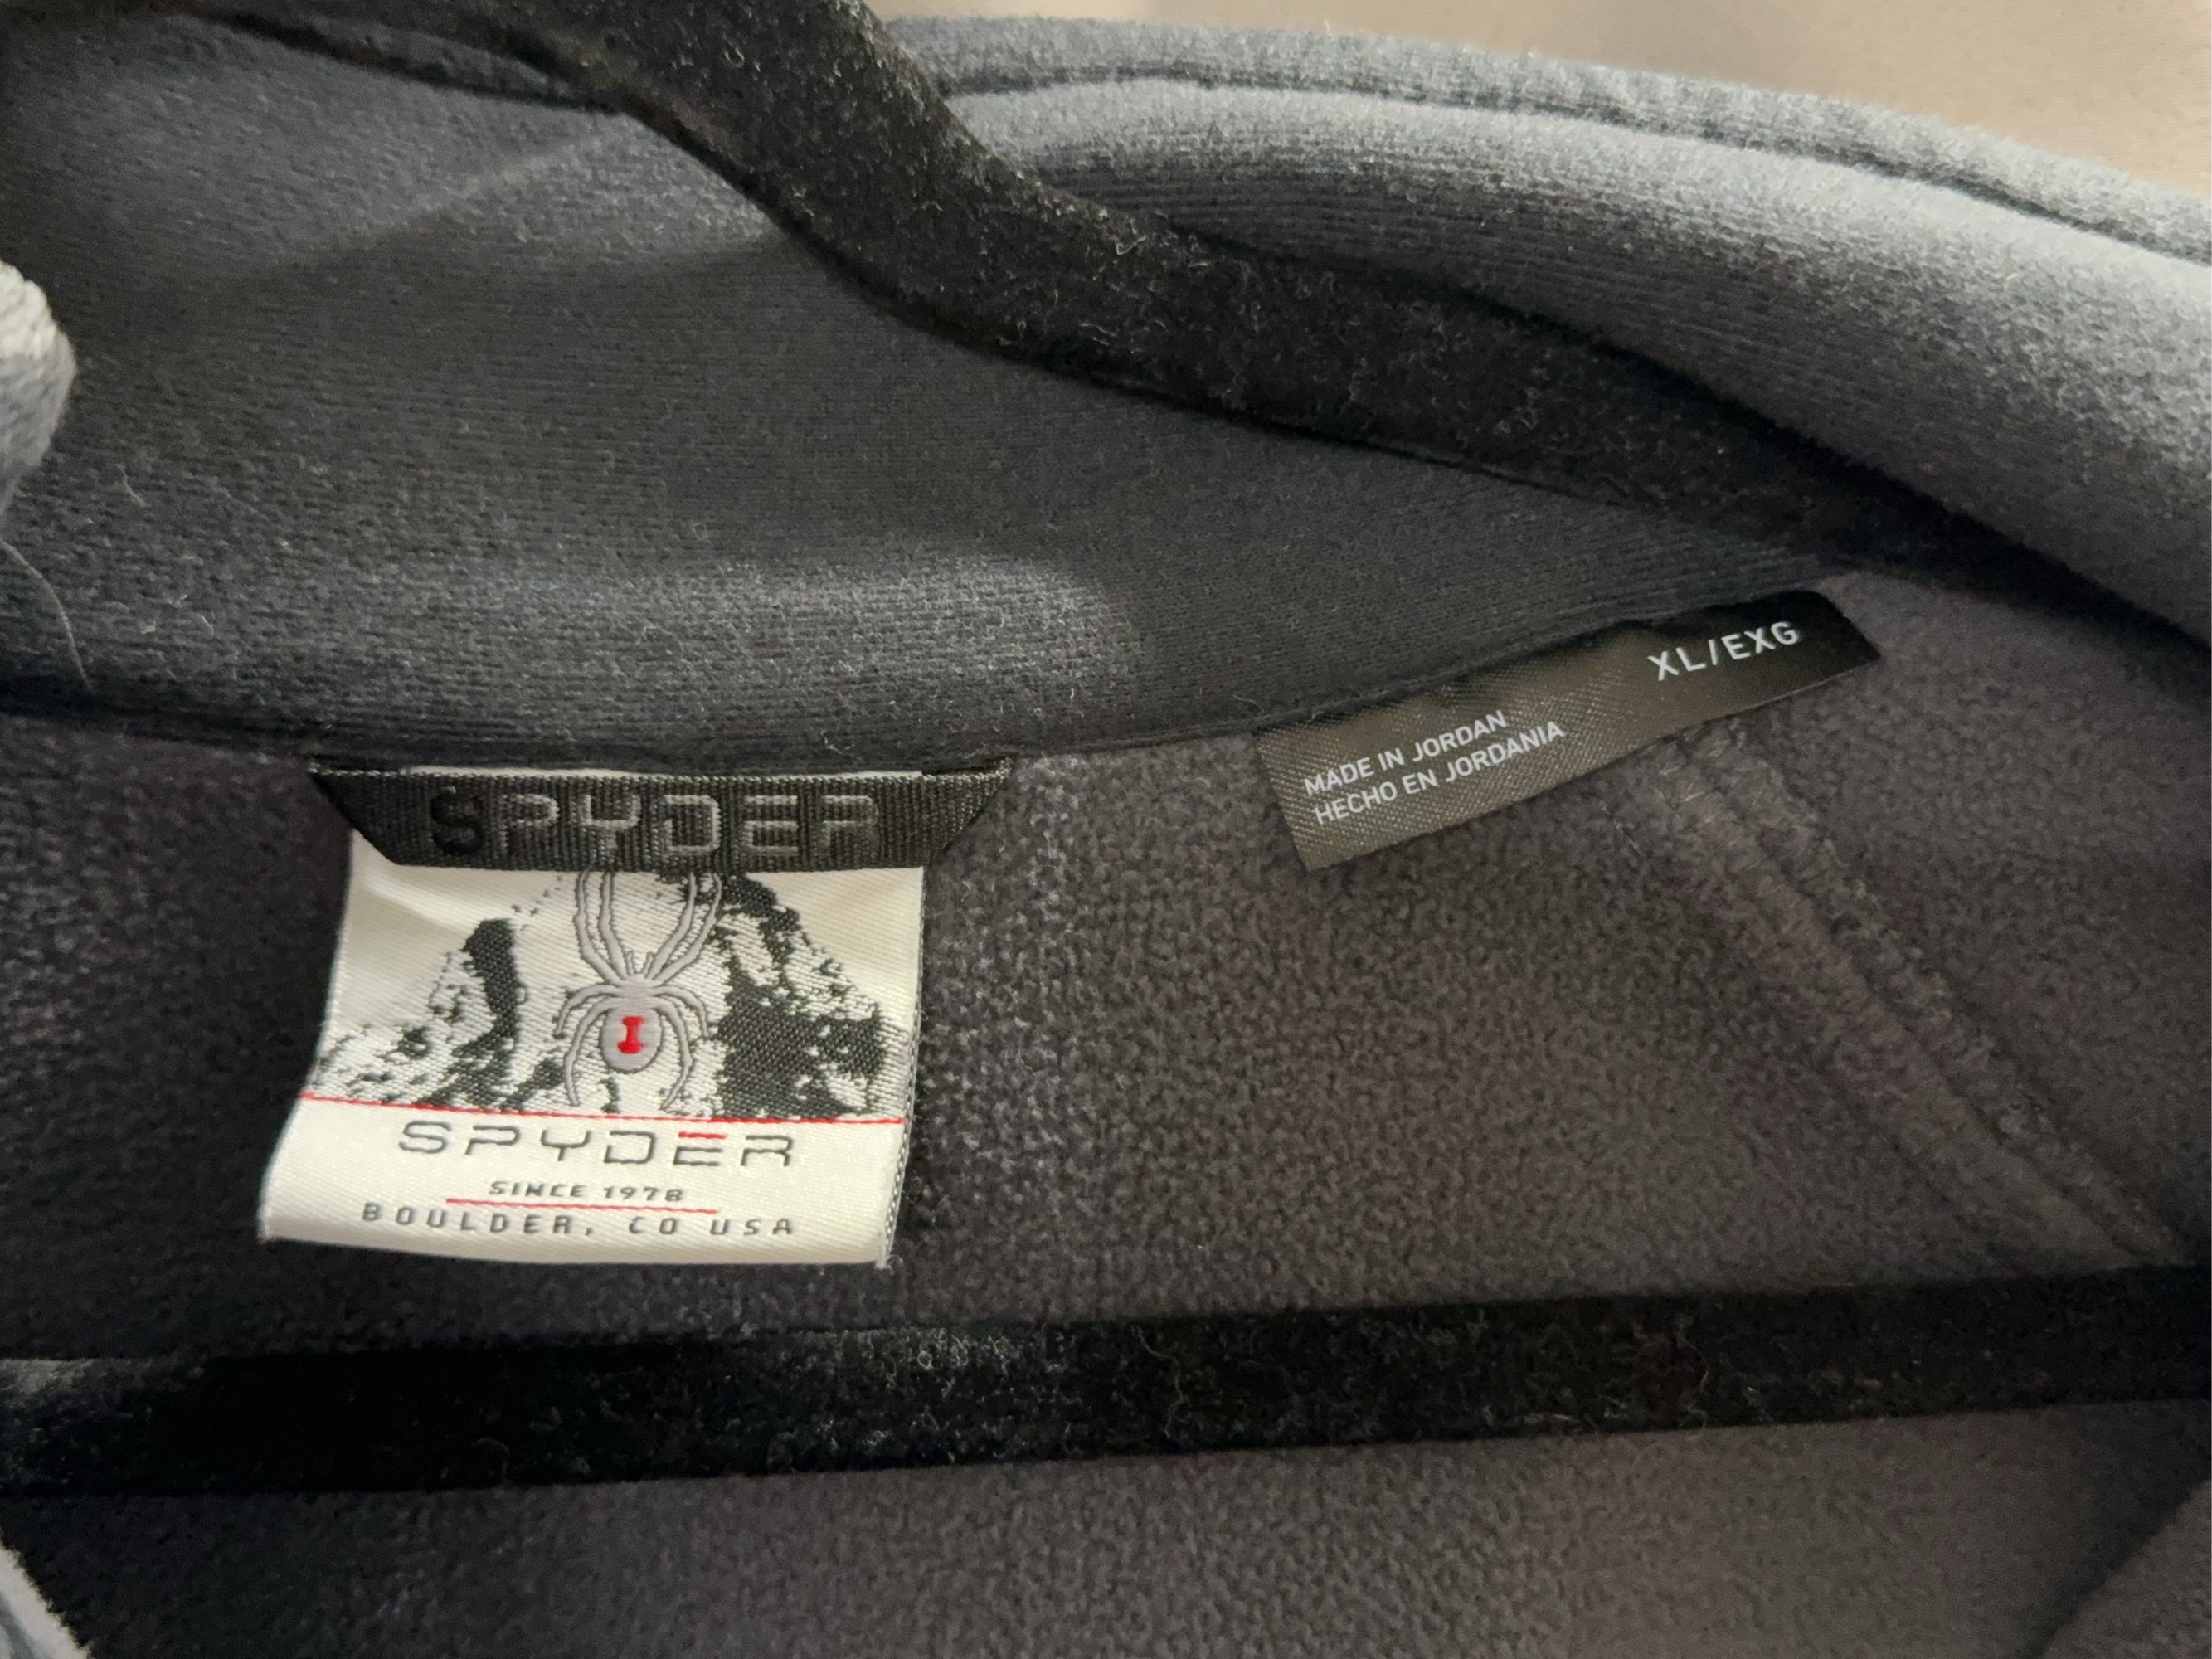 SPYDER
SPYDER
SINCE 1978
BOULDER, CO USA
XL/EXG
MADE IN JORDAN
HECHO EN JORDANIA